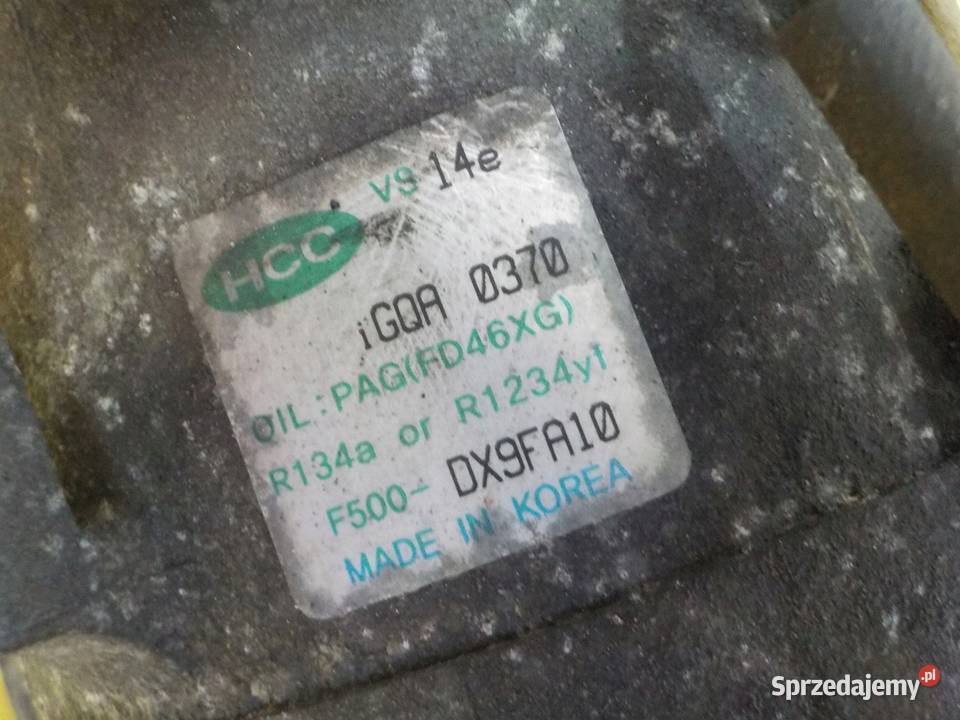 VS 14e
HCC
iGQA 0370
OIL : PAG(FD46XG)
R134a or R1234yf
F500- DX9FA10
MADE IN KOREA
Sprzedajemy.pl